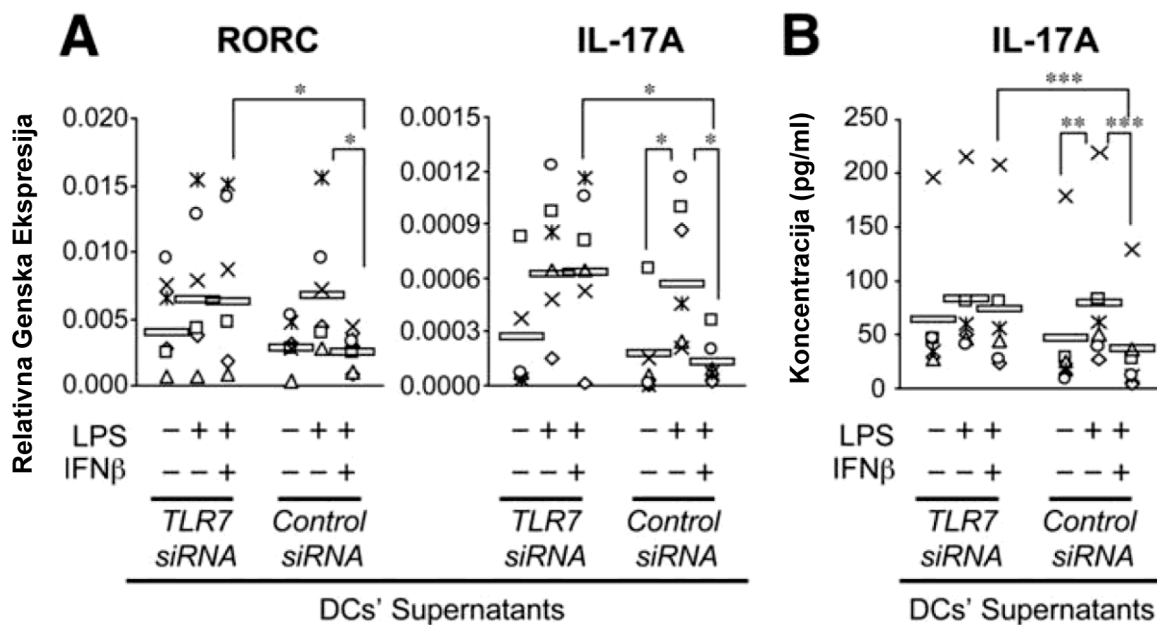 A RORC IL-17A B IL-17A
Relativna Genska Ekspresija
0.020
0.015
0.010
0.005
0.000
*
*
0.0015
0.0012
0.0009
0.0006
0.0003
0.0000
*
*
*
Koncentracija (pg/ml)
250
200
150
100
50
0
***
**
***
LPS − + + − + + − + + − + +
IFNβ − − + − − + − − + − − +
TLR7 Control TLR7 Control
siRNA siRNA siRNA siRNA
DCs' Supernatants
LPS − + + − + +
IFNβ − − + − − +
TLR7 Control
siRNA siRNA
DCs' Supernatants